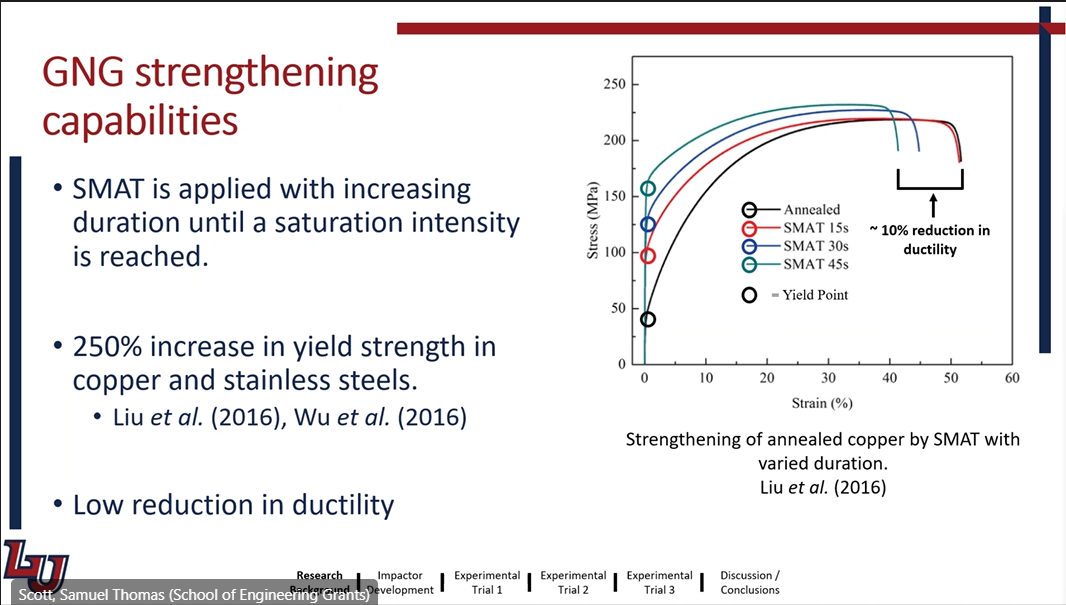 GNG strengthening
capabilities
• SMAT is applied with increasing
duration until a saturation intensity
is reached.
• 250% increase in yield strength in
copper and stainless steels.
• Liu et al. (2016), Wu et al. (2016)
• Low reduction in ductility
250
200
150
100
50
0
Stress (MPa)
0 10 20 30 40 50 60
Strain (%)
Annealed
SMAT 15s
SMAT 30s
SMAT 45s
= Yield Point
~ 10% reduction in
ductility
Strengthening of annealed copper by SMAT with
varied duration.
Liu et al. (2016)
LU
Research
Background
Impactor
Development
Experimental
Trial 1
Experimental
Trial 2
Experimental
Trial 3
Discussion /
Conclusions
Scott, Samuel Thomas (School of Engineering Grants)